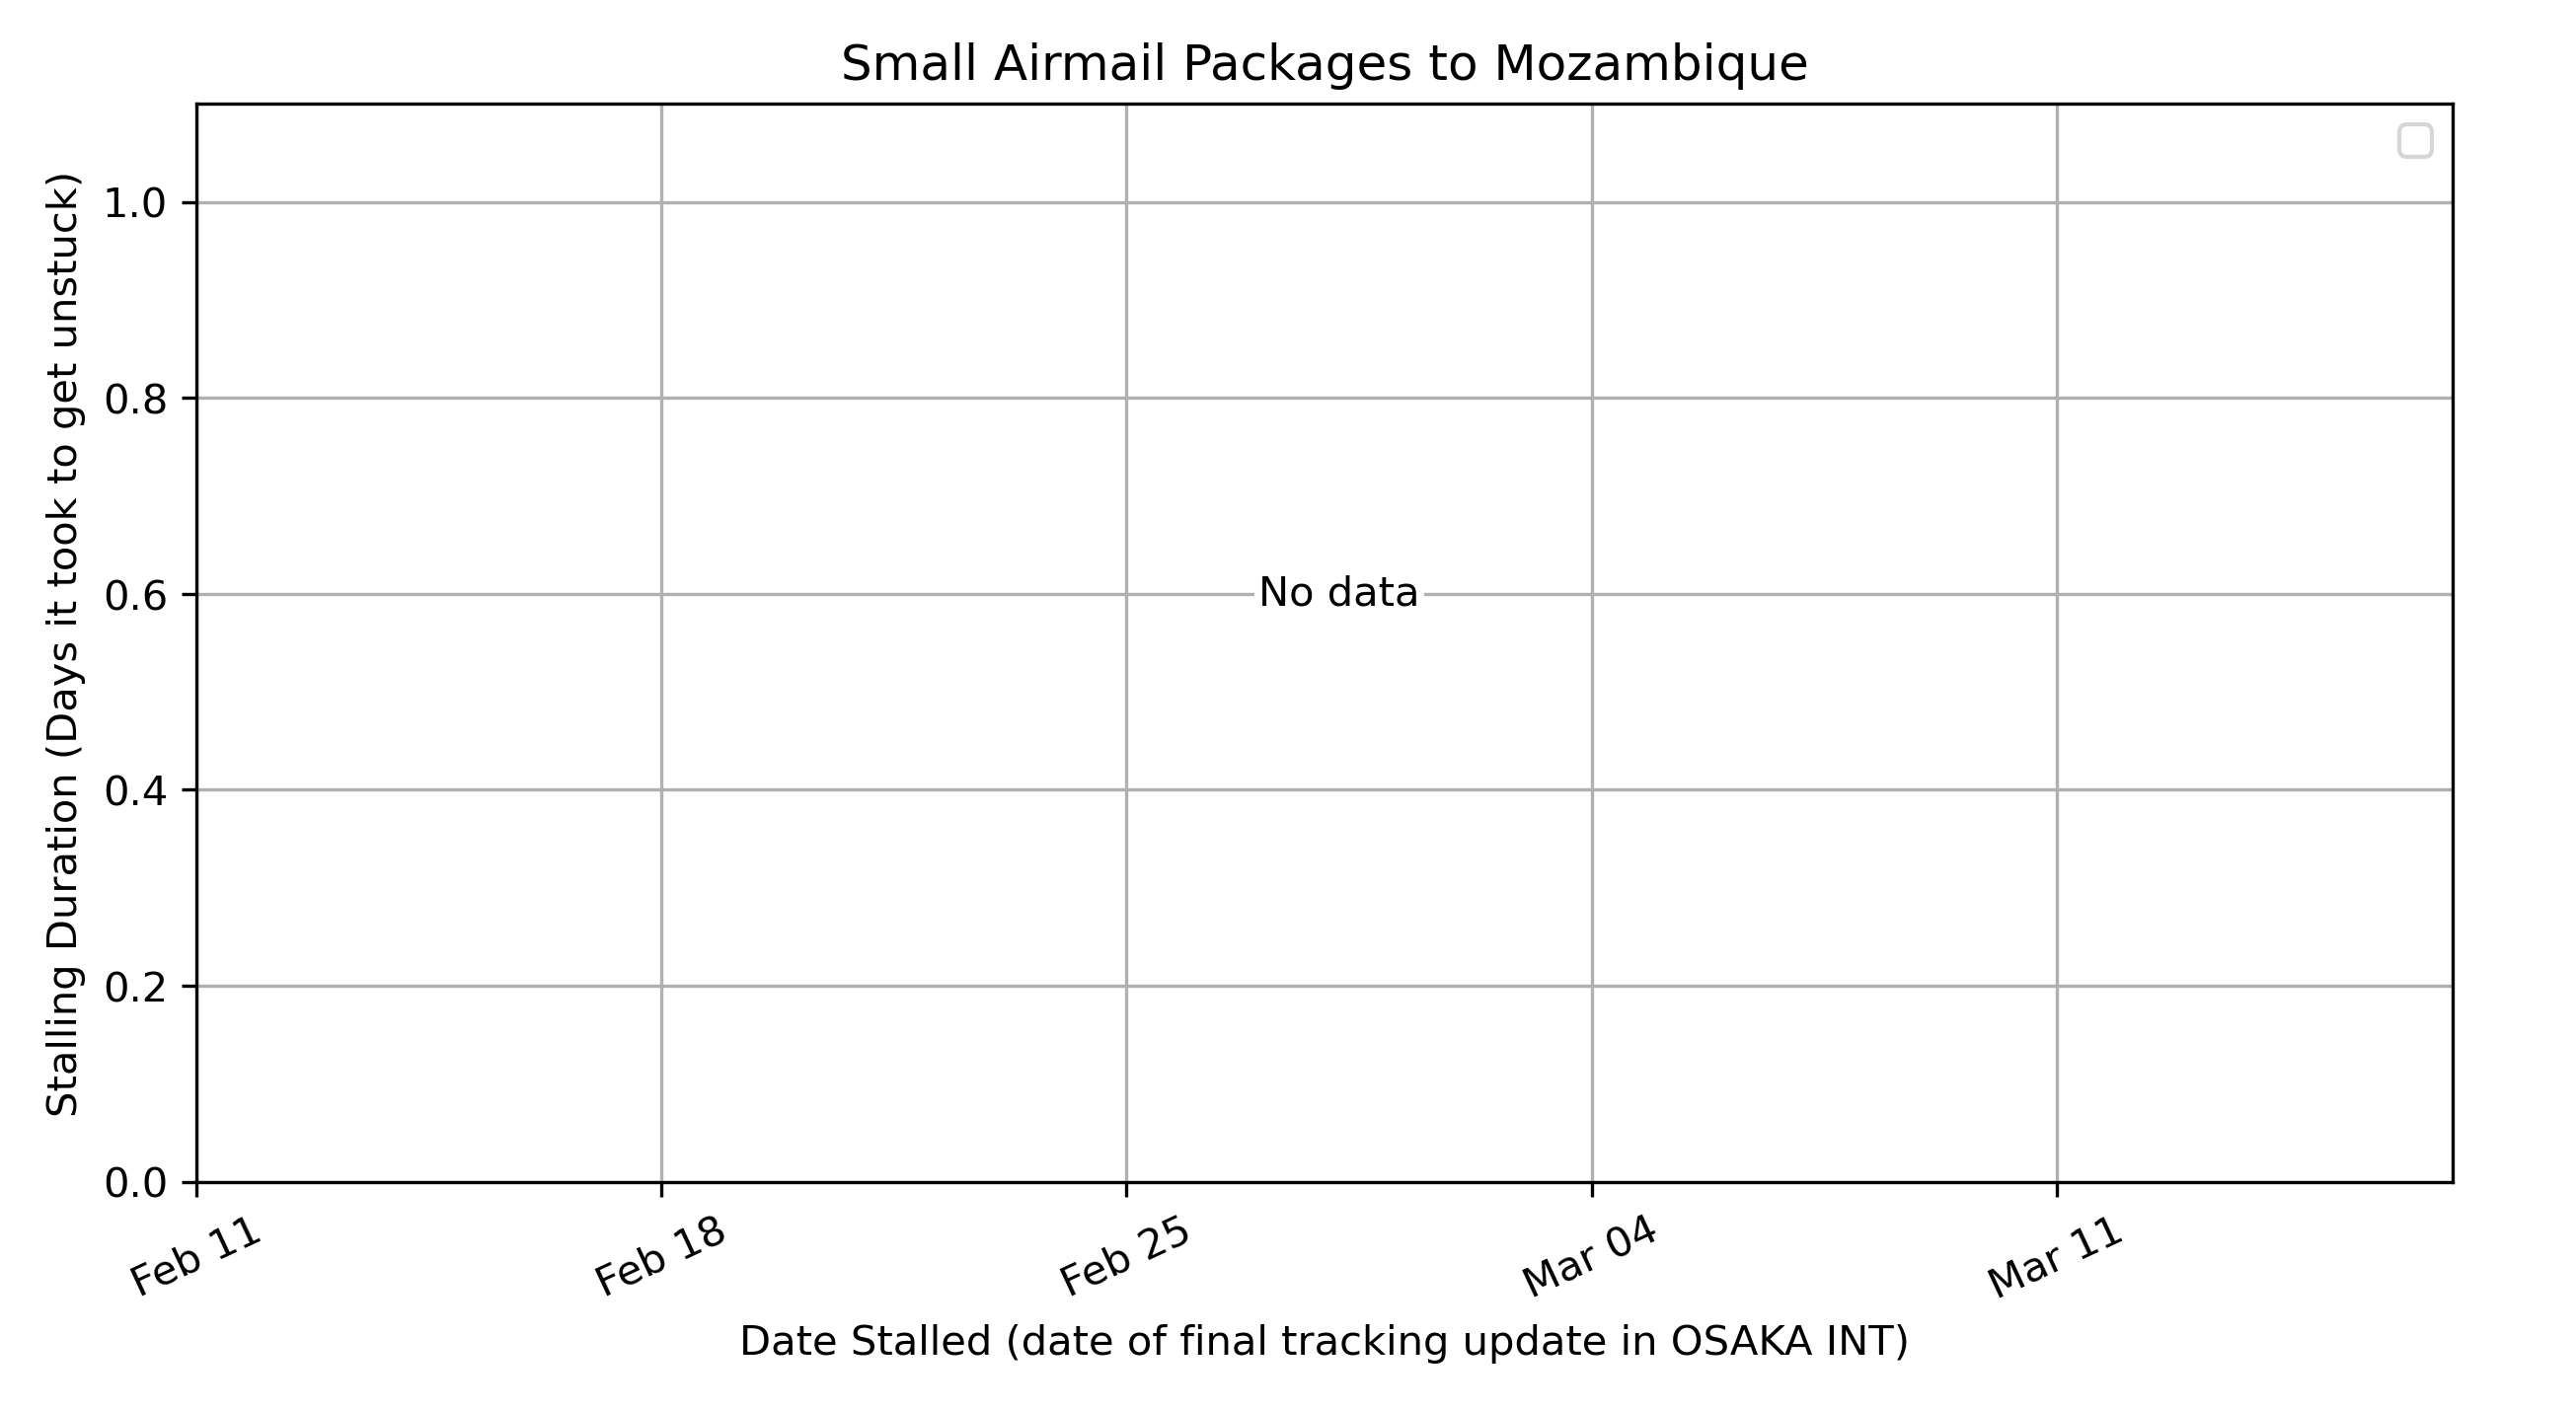 Small Airmail Packages to Mozambique
Stalling Duration (Days it took to get unstuck)
1.0
0.8
0.6
0.4
0.2
0.0
No data
Feb 11
Feb 18
Feb 25
Mar 04
Mar 11
Date Stalled (date of final tracking update in OSAKA INT)